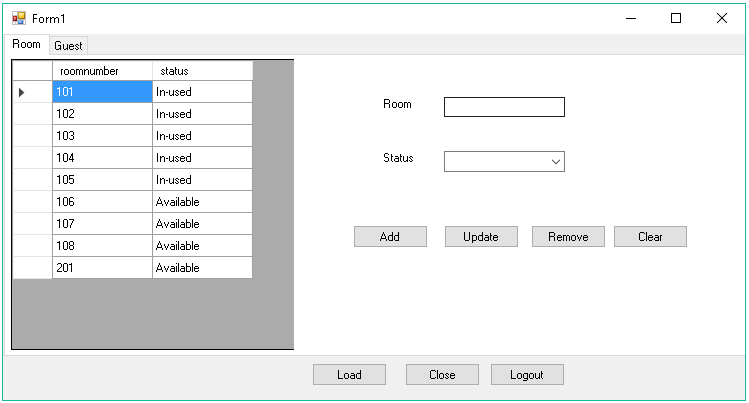 Form1
Room Guest
roomnumber status
101 In-used
102 In-used
103 In-used
104 In-used
105 In-used
106 Available
107 Available
108 Available
201 Available
Room
Status
Add Update Remove Clear
Load Close Logout